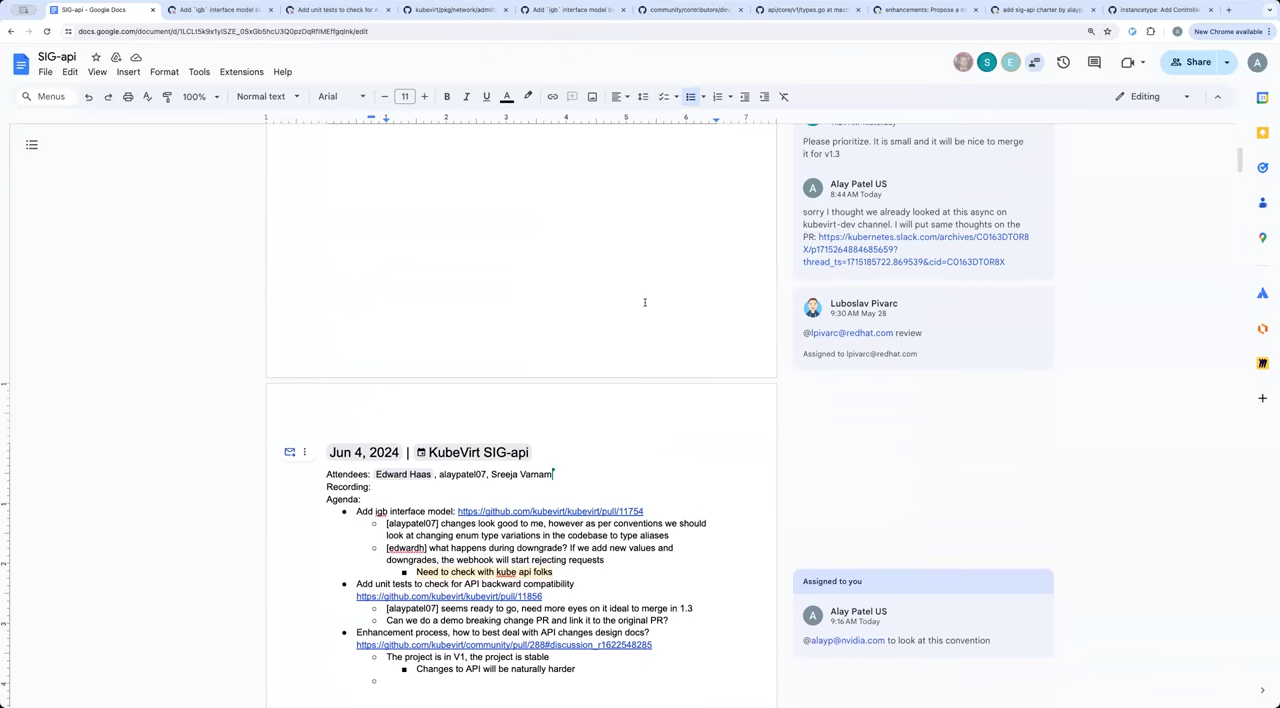 SIG-api - Google Docs
Add `igb` interface model b
Add unit tests to check for A
kubevirt/pkg/network/admitt
Add `igb` interface model b
community/contributors/dev
api/core/v1/types.go at mast
enhancements: Propose a m
add sig-api charter by alayp
instancetype: Add Controlle
docs.google.com/document/d/1LCLt5k9x1yISZE_0SxGb5hcU3Q0pzDqRfIMEffgqInk/edit
New Chrome available
SIG-api
File Edit View Insert Format Tools Extensions Help
S
E
Share
A
Menus
100%
Normal text
Arial
11
Editing
1 1 2 3 4 5 6 7
Please prioritize. It is small and it will be nice to merge
it for v1.3
A
Alay Patel US
8:44 AM Today
sorry I thought we already looked at this async on
kubevirt-dev channel. I will put same thoughts on the
PR: https://kubernetes.slack.com/archives/C0163DT0R8
X/p1715264884685659?
thread_ts=1715185722.869539&cid=C0163DT0R8X
Luboslav Pivarc
9:30 AM May 28
@lpivarc@redhat.com review
Assigned to lpivarc@redhat.com
Jun 4, 2024 | KubeVirt SIG-api
Attendees: Edward Haas , alaypatel07, Sreeja Varnam
Recording:
Agenda:
● Add igb interface model: https://github.com/kubevirt/kubevirt/pull/11754
○ [alaypatel07] changes look good to me, however as per conventions we should
look at changing enum type variations in the codebase to type aliases
○ [edwardh] what happens during downgrade? If we add new values and
downgrades, the webhook will start rejecting requests
■ Need to check with kube api folks
● Add unit tests to check for API backward compatibility
https://github.com/kubevirt/kubevirt/pull/11856
○ [alaypatel07] seems ready to go, need more eyes on it ideal to merge in 1.3
○ Can we do a demo breaking change PR and link it to the original PR?
● Enhancement process, how to best deal with API changes design docs?
https://github.com/kubevirt/community/pull/288#discussion_r1622548285
○ The project is in V1, the project is stable
■ Changes to API will be naturally harder
○
Assigned to you
A
Alay Patel US
9:16 AM Today
@alayp@nvidia.com to look at this convention